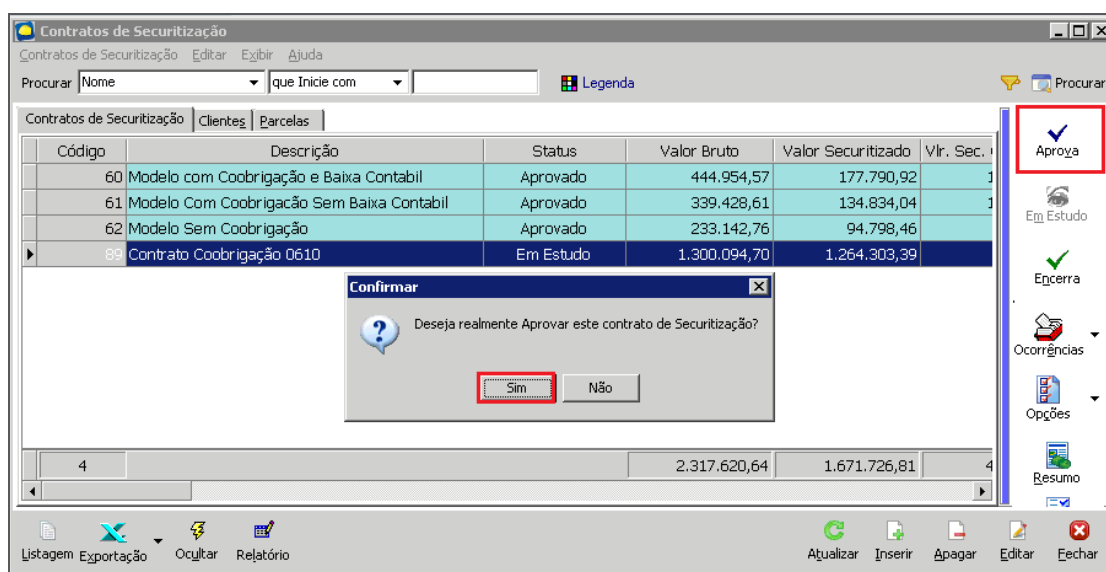 Contratos de Securitização
Contratos de Securitização Editar Exibir Ajuda
Procurar Nome que Inicie com Legenda Procurar
Contratos de Securitização Clientes Parcelas
Código Descrição Status Valor Bruto Valor Securitizado Vlr. Sec.
60 Modelo com Coobrigação e Baixa Contabil Aprovado 444.954,57 177.790,92 1
61 Modelo Com Coobrigacão Sem Baixa Contabil Aprovado 339.428,61 134.834,04 1
62 Modelo Sem Coobrigação Aprovado 233.142,76 94.798,46
89 Contrato Coobrigação 0610 Em Estudo 1.300.094,70 1.264.303,39
Confirmar
Deseja realmente Aprovar este contrato de Securitização?
Sim Não
4 2.317.620,64 1.671.726,81 4
Aprova
Em Estudo
Encerra
Ocorrências
Opções
Resumo
Listagem Exportação Ocultar Relatório Atualizar Inserir Apagar Editar Fechar